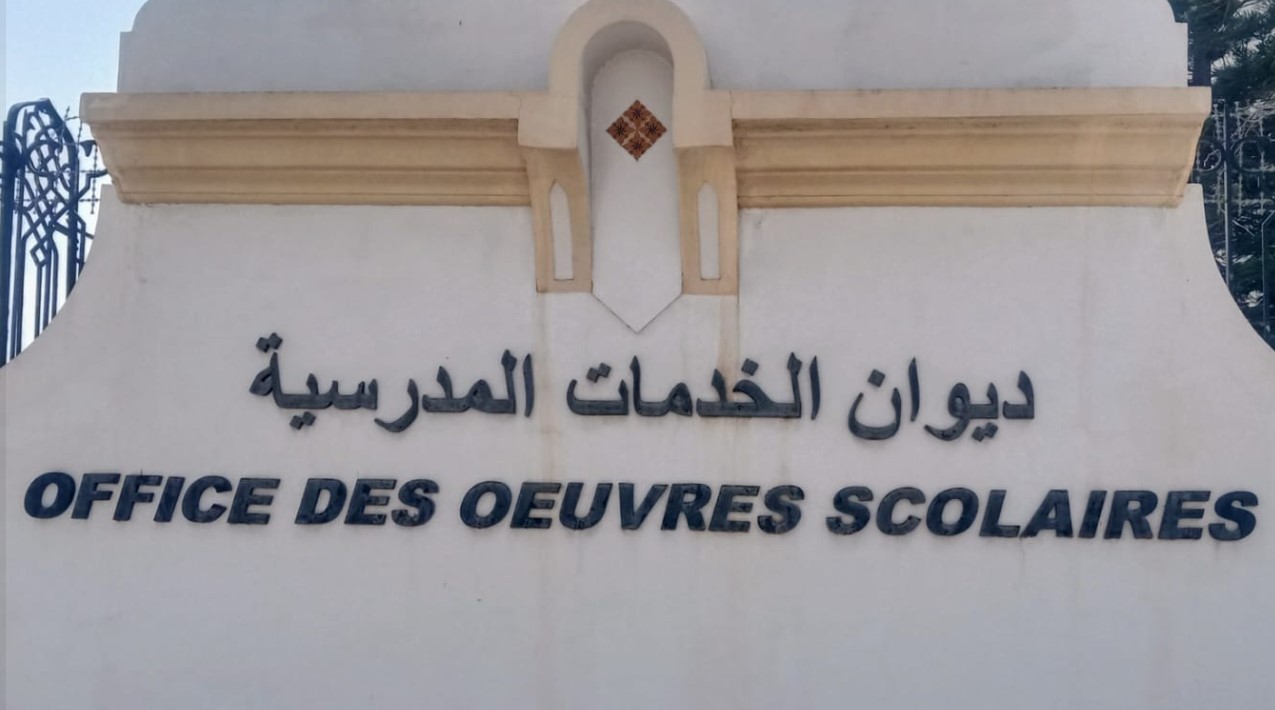 ديوان الخدمات المدرسية
OFFICE DES OEUVRES SCOLAIRES